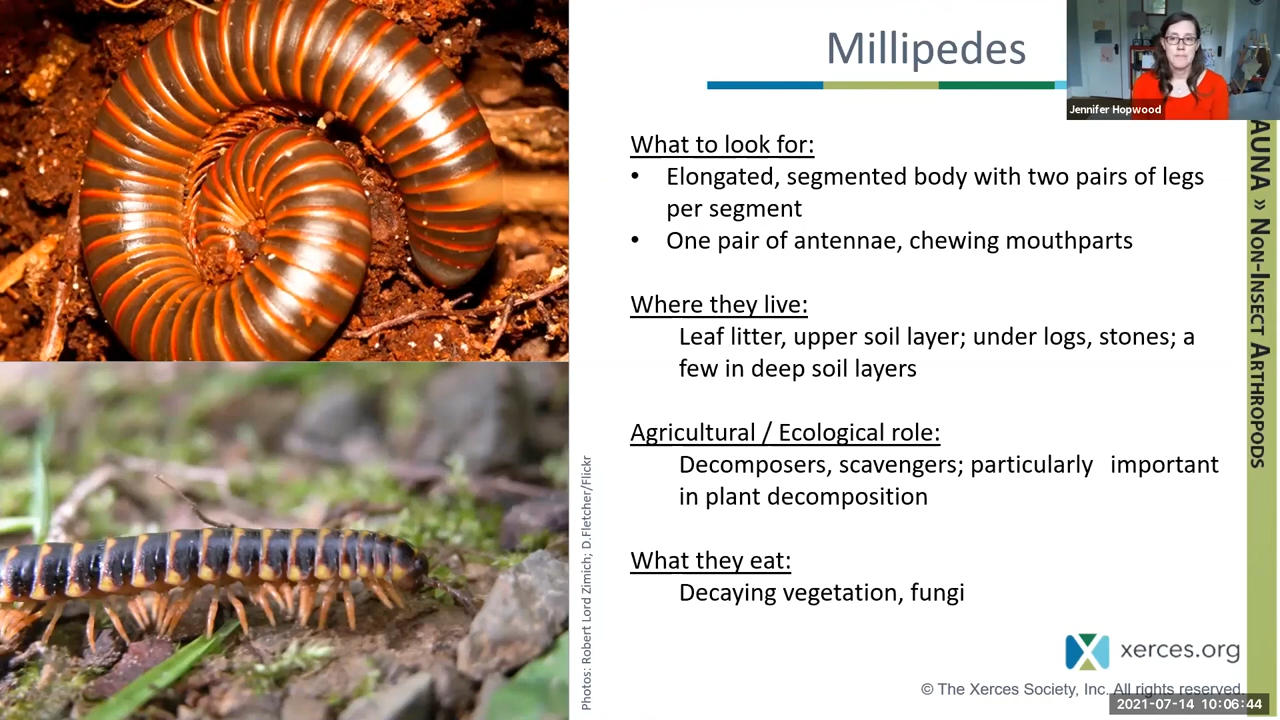 Millipedes
Jennifer Hopwood
What to look for:
• Elongated, segmented body with two pairs of legs
per segment
• One pair of antennae, chewing mouthparts
Where they live:
Leaf litter, upper soil layer; under logs, stones; a
few in deep soil layers
Agricultural / Ecological role:
Decomposers, scavengers; particularly important
in plant decomposition
What they eat:
Decaying vegetation, fungi
Photos: Robert Lord Zimich; D.Fletcher/Flickr
AUNA » NON-INSECT ARTHROPODS
xerces.org
© The Xerces Society, Inc. All rights reserved.
2021-07-14 10:06:44